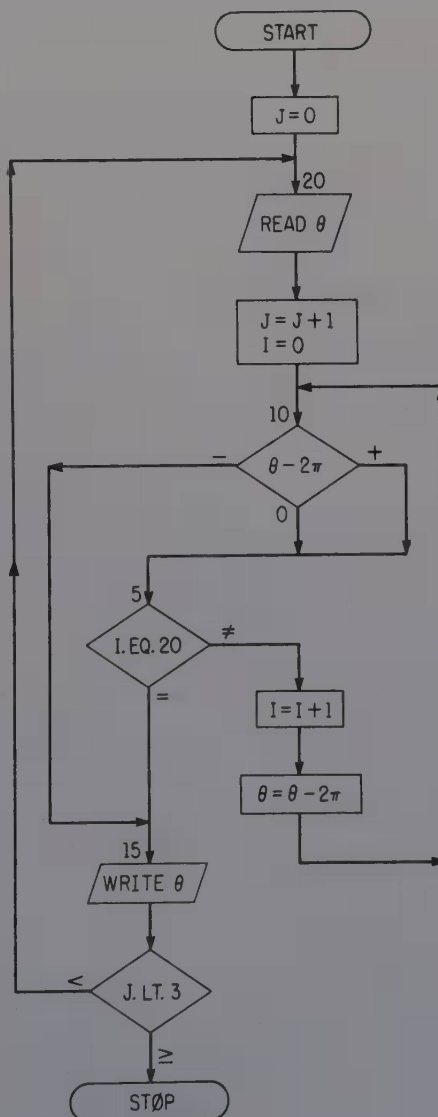 START
J=0
20
READ θ
J=J+1
I=0
10
− θ-2π +
0
5
I.EQ.20 ≠
=
I=I+1
θ=θ-2π
15
WRITE θ
< J.LT.3
≥
STØP